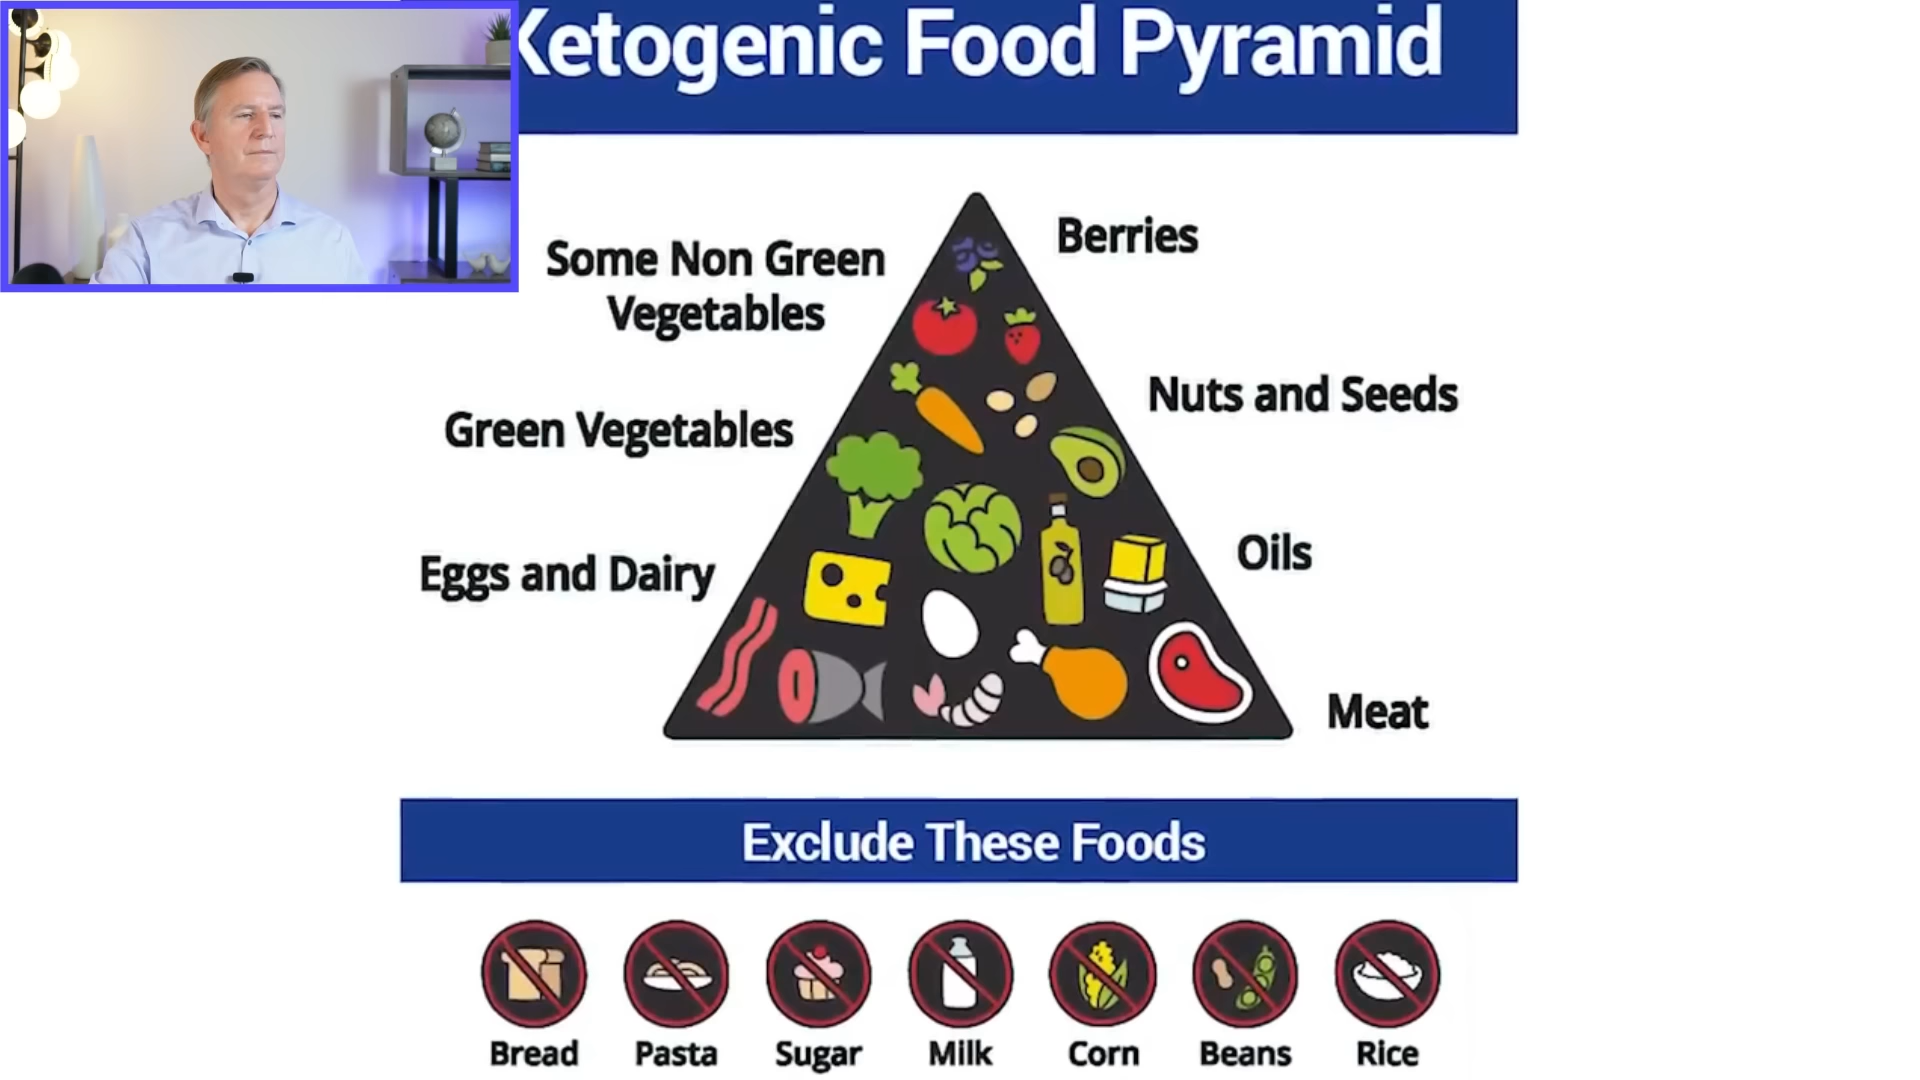 Ketogenic Food Pyramid
Berries
Some Non Green
Vegetables
Nuts and Seeds
Green Vegetables
Oils
Eggs and Dairy
Meat
Exclude These Foods
Bread
Pasta
Sugar
Milk
Corn
Beans
Rice